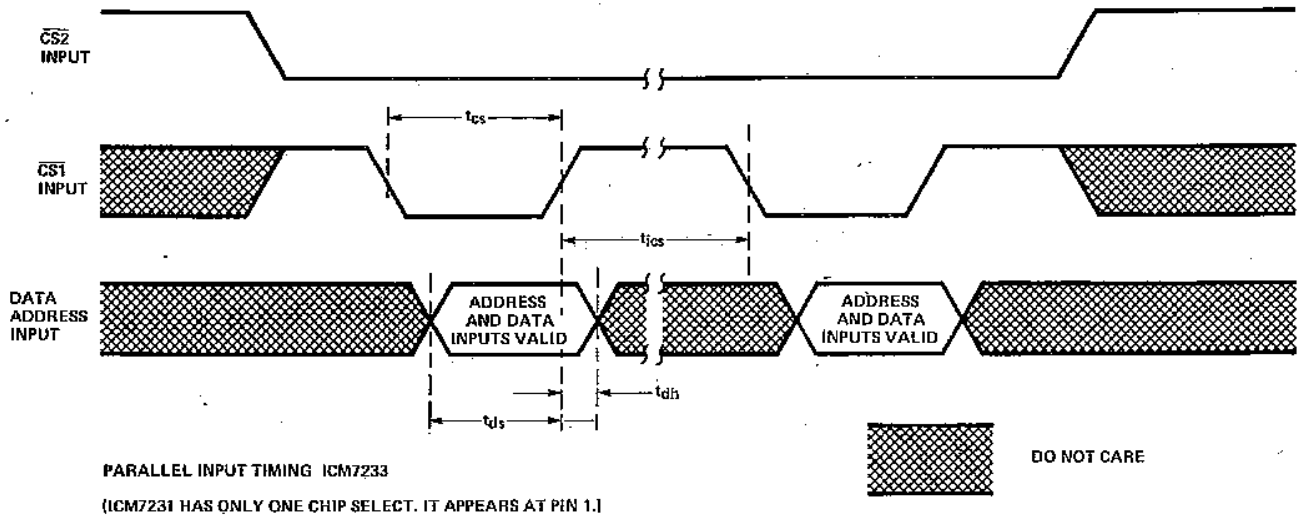 CS2
INPUT
tcs
CS1
INPUT
tics
DATA
ADDRESS
INPUT
ADDRESS
AND DATA
INPUTS VALID
ADDRESS
AND DATA
INPUTS VALID
tdh
tds
DO NOT CARE
PARALLEL INPUT TIMING ICM7233
(ICM7231 HAS ONLY ONE CHIP SELECT. IT APPEARS AT PIN 1.]